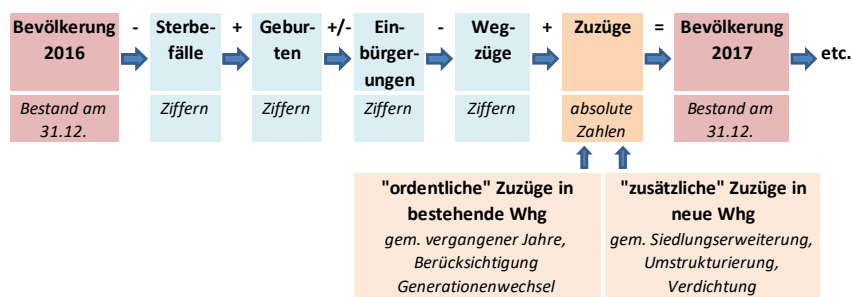 Bevölkerung 2016
-
Sterbe-
fälle
+
Gebur-
ten
+/-
Ein-
bürger-
ungen
-
Weg-
züge
+
Zuzüge
=
Bevölkerung
2017
etc.
Bestand am
31.12.
Ziffern
Ziffern
Ziffern
Ziffern
absolute
Zahlen
Bestand am
31.12.
"ordentliche" Zuzüge in
bestehende Whg
gem. vergangener Jahre,
Berücksichtigung
Generationenwechsel
"zusätzliche" Zuzüge in
neue Whg
gem. Siedlungserweiterung,
Umstrukturierung,
Verdichtung